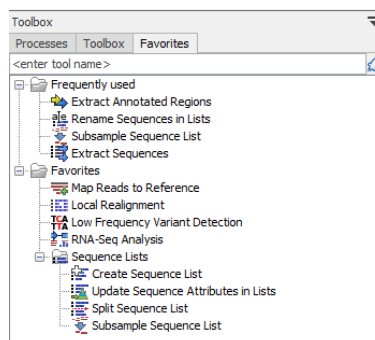 Toolbox
Processes Toolbox Favorites
<enter tool name>
Frequently used
Extract Annotated Regions
Rename Sequences in Lists
Subsample Sequence List
Extract Sequences
Favorites
Map Reads to Reference
Local Realignment
Low Frequency Variant Detection
RNA-Seq Analysis
Sequence Lists
Create Sequence List
Update Sequence Attributes in Lists
Split Sequence List
Subsample Sequence List